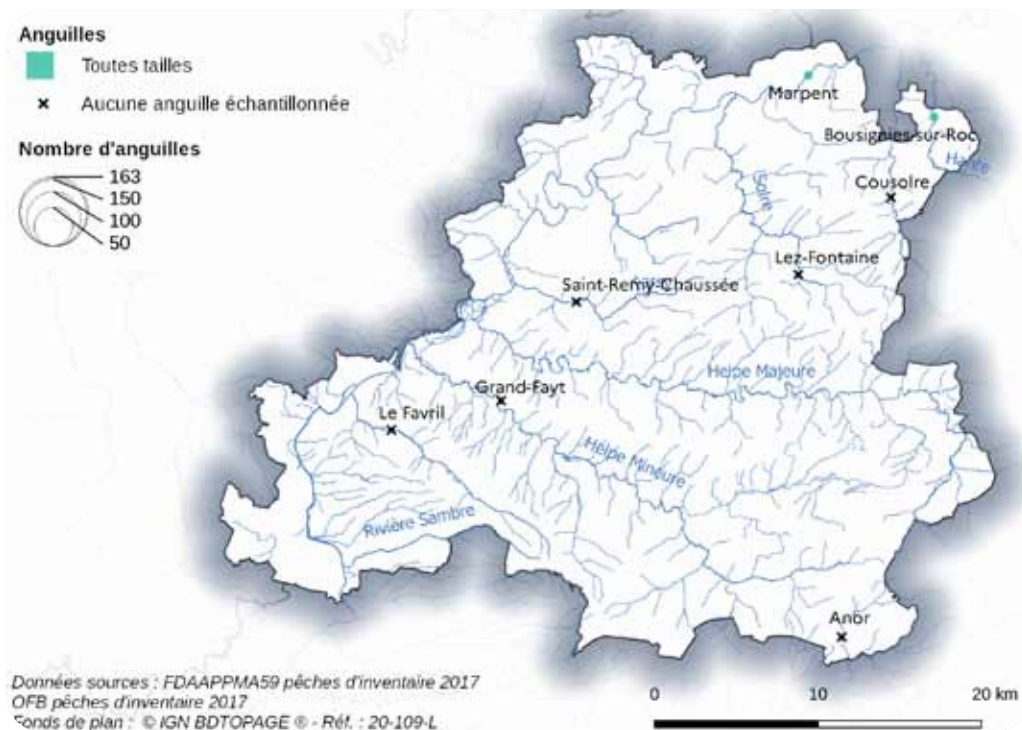 Anguilles
Toutes tailles
Aucune anguille échantillonnée
Nombre d'anguilles
163
150
100
50
Marpent
Bousignies-sur-Roc
Hante
Cousolre
Solre
Lez-Fontaine
Saint-Remy-Chaussée
Helpe Majeure
Grand-Fayt
Le Favril
Helpe Mineure
Rivière Sambre
Anor
Données sources : FDAAPPMA59 pêches d'inventaire 2017
OFB pêches d'inventaire 2017
Fonds de plan : © IGN BDTOPAGE ® - Réf. : 20-109-L
0 10 20 km